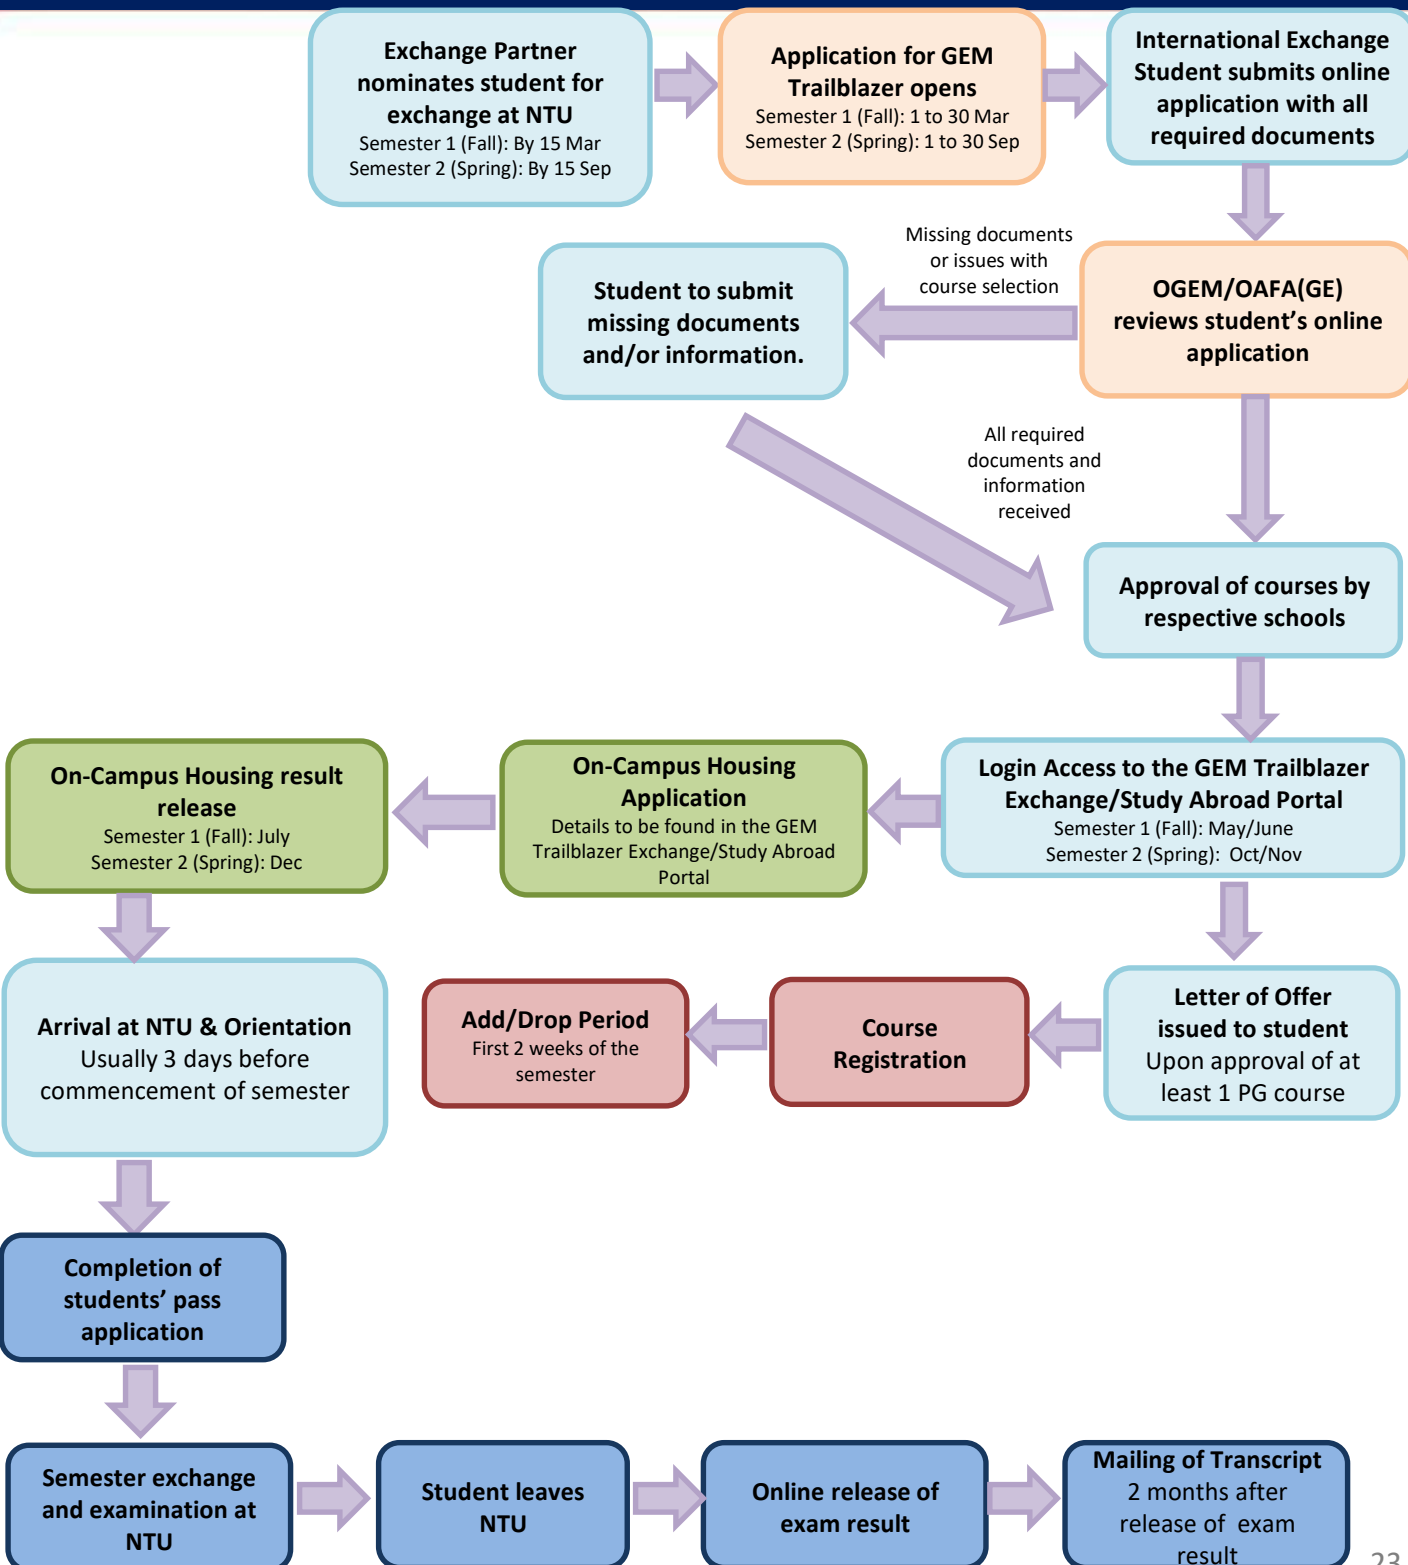 Exchange Partner
nominates student for
exchange at NTU
Semester 1 (Fall): By 15 Mar
Semester 2 (Spring): By 15 Sep
Application for GEM
Trailblazer opens
Semester 1 (Fall): 1 to 30 Mar
Semester 2 (Spring): 1 to 30 Sep
International Exchange
Student submits online
application with all
required documents
Missing documents
or issues with
course selection
Student to submit
missing documents
and/or information.
OGEM/OAFA(GE)
reviews student’s online
application
All required
documents and
information
received
Approval of courses by
respective schools
On-Campus Housing result
release
Semester 1 (Fall): July
Semester 2 (Spring): Dec
On-Campus Housing
Application
Details to be found in the GEM
Trailblazer Exchange/Study Abroad
Portal
Login Access to the GEM Trailblazer
Exchange/Study Abroad Portal
Semester 1 (Fall): May/June
Semester 2 (Spring): Oct/Nov
Arrival at NTU & Orientation
Usually 3 days before
commencement of semester
Add/Drop Period
First 2 weeks of the
semester
Course
Registration
Letter of Offer
issued to student
Upon approval of at
least 1 PG course
Completion of
students’ pass
application
Semester exchange
and examination at
NTU
Student leaves
NTU
Online release of
exam result
Mailing of Transcript
2 months after
release of exam
result
23